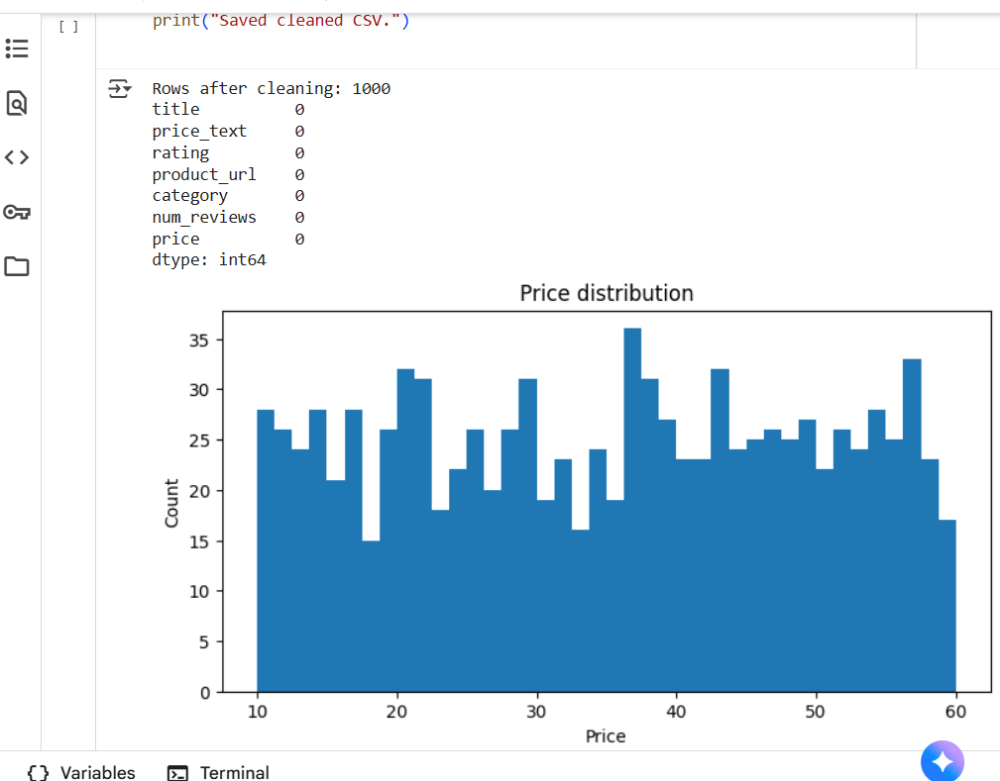 [ ]
print("Saved cleaned CSV.")
Rows after cleaning: 1000
title 0
price_text 0
rating 0
product_url 0
category 0
num_reviews 0
price 0
dtype: int64
Price distribution
Count
35
30
25
20
15
10
5
0
10 20 30 40 50 60
Price
Variables Terminal